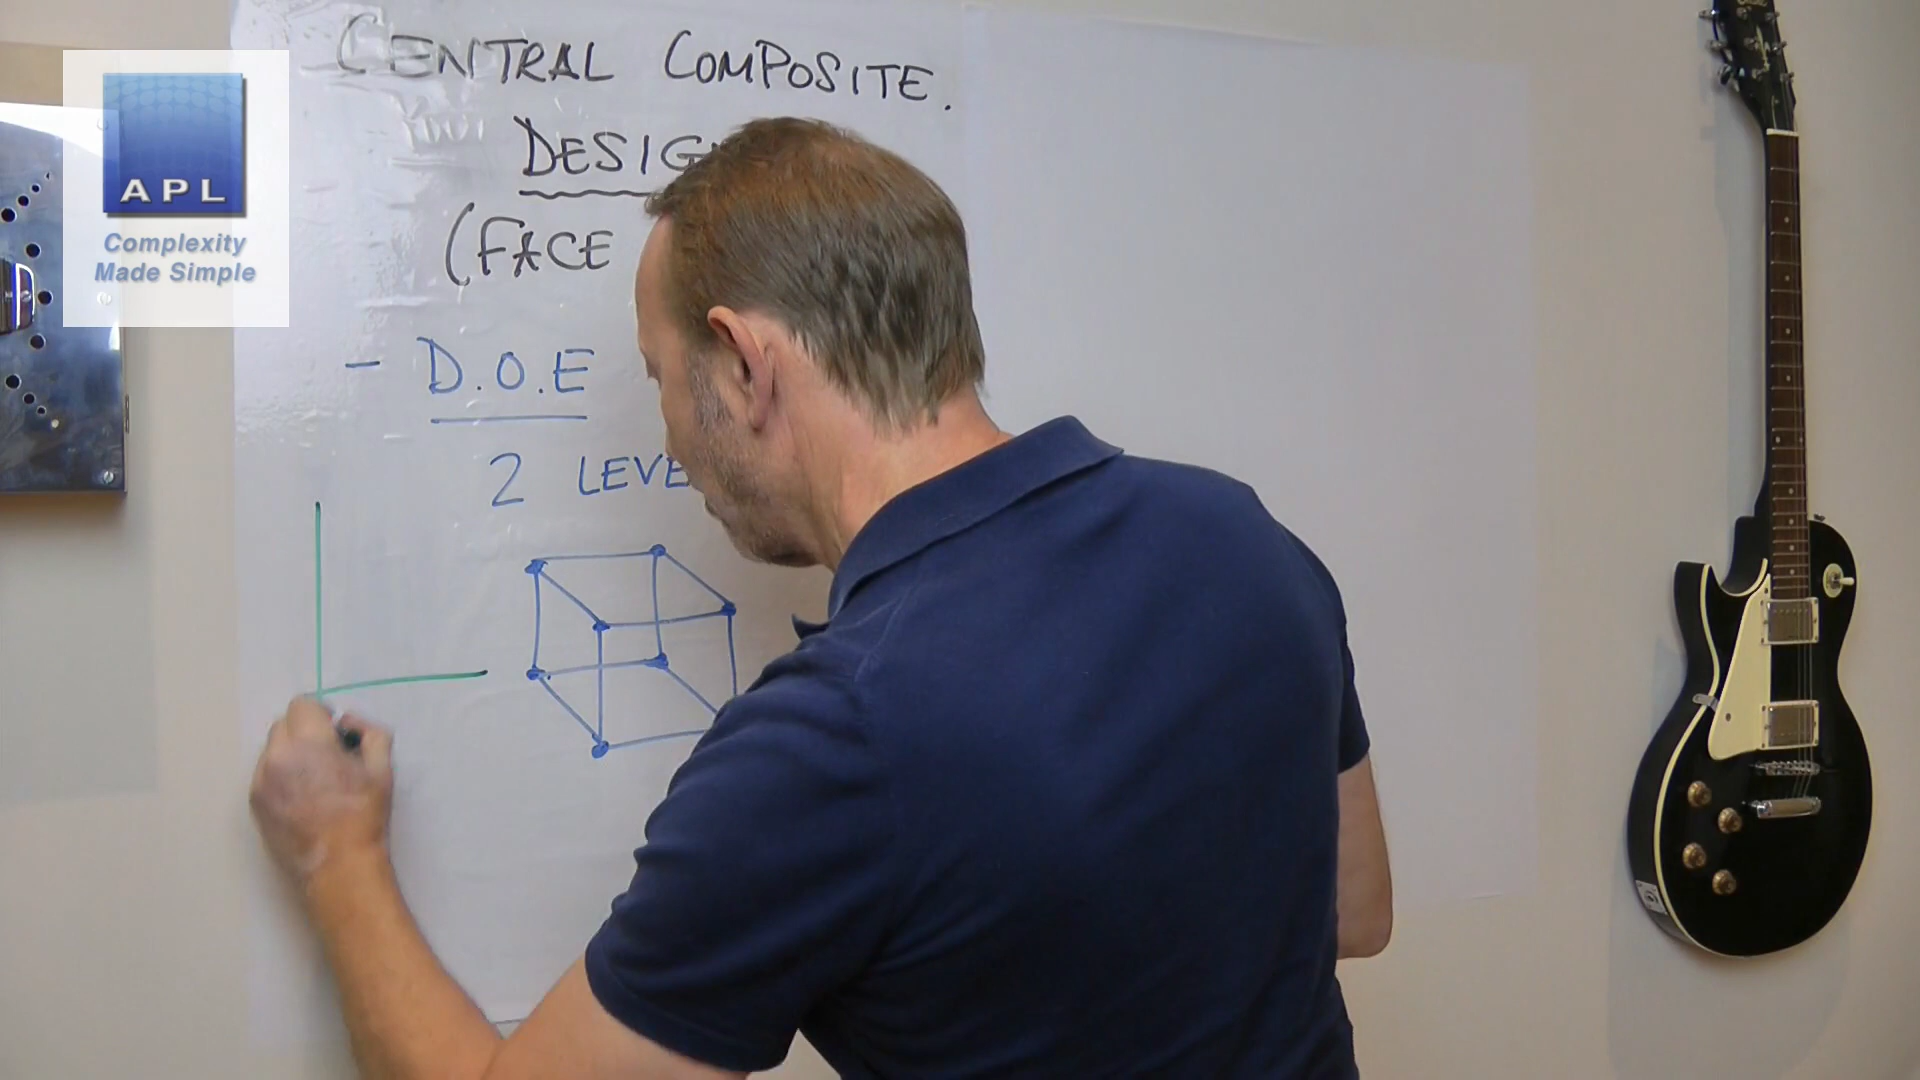 CENTRAL COMPOSITE.
DESIG
(FACE
- D.O.E
2 LEVE
APL
Complexity
Made Simple